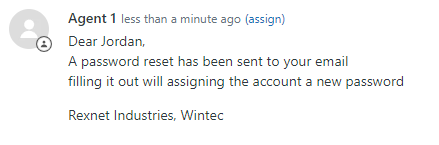 Agent 1 less than a minute ago (assign)
Dear Jordan,
A password reset has been sent to your email
filling it out will assigning the account a new password
Rexnet Industries, Wintec